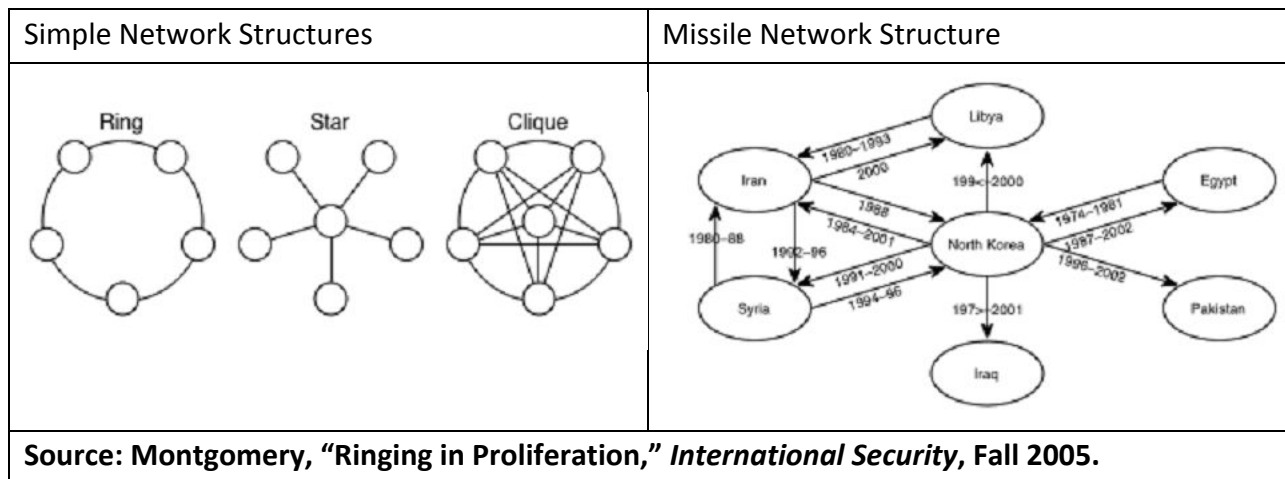 Simple Network Structures
Missile Network Structure
Ring
Star
Clique
Libya
1980–1993
2000
Iran
Egypt
1988
1974–1981
1984–2001
North Korea
1987–2002
1980–88
1992–96
1996–2002
1991–2000
Syria
1994–96
Pakistan
Iraq
Source: Montgomery, “Ringing in Proliferation,” International Security, Fall 2005.